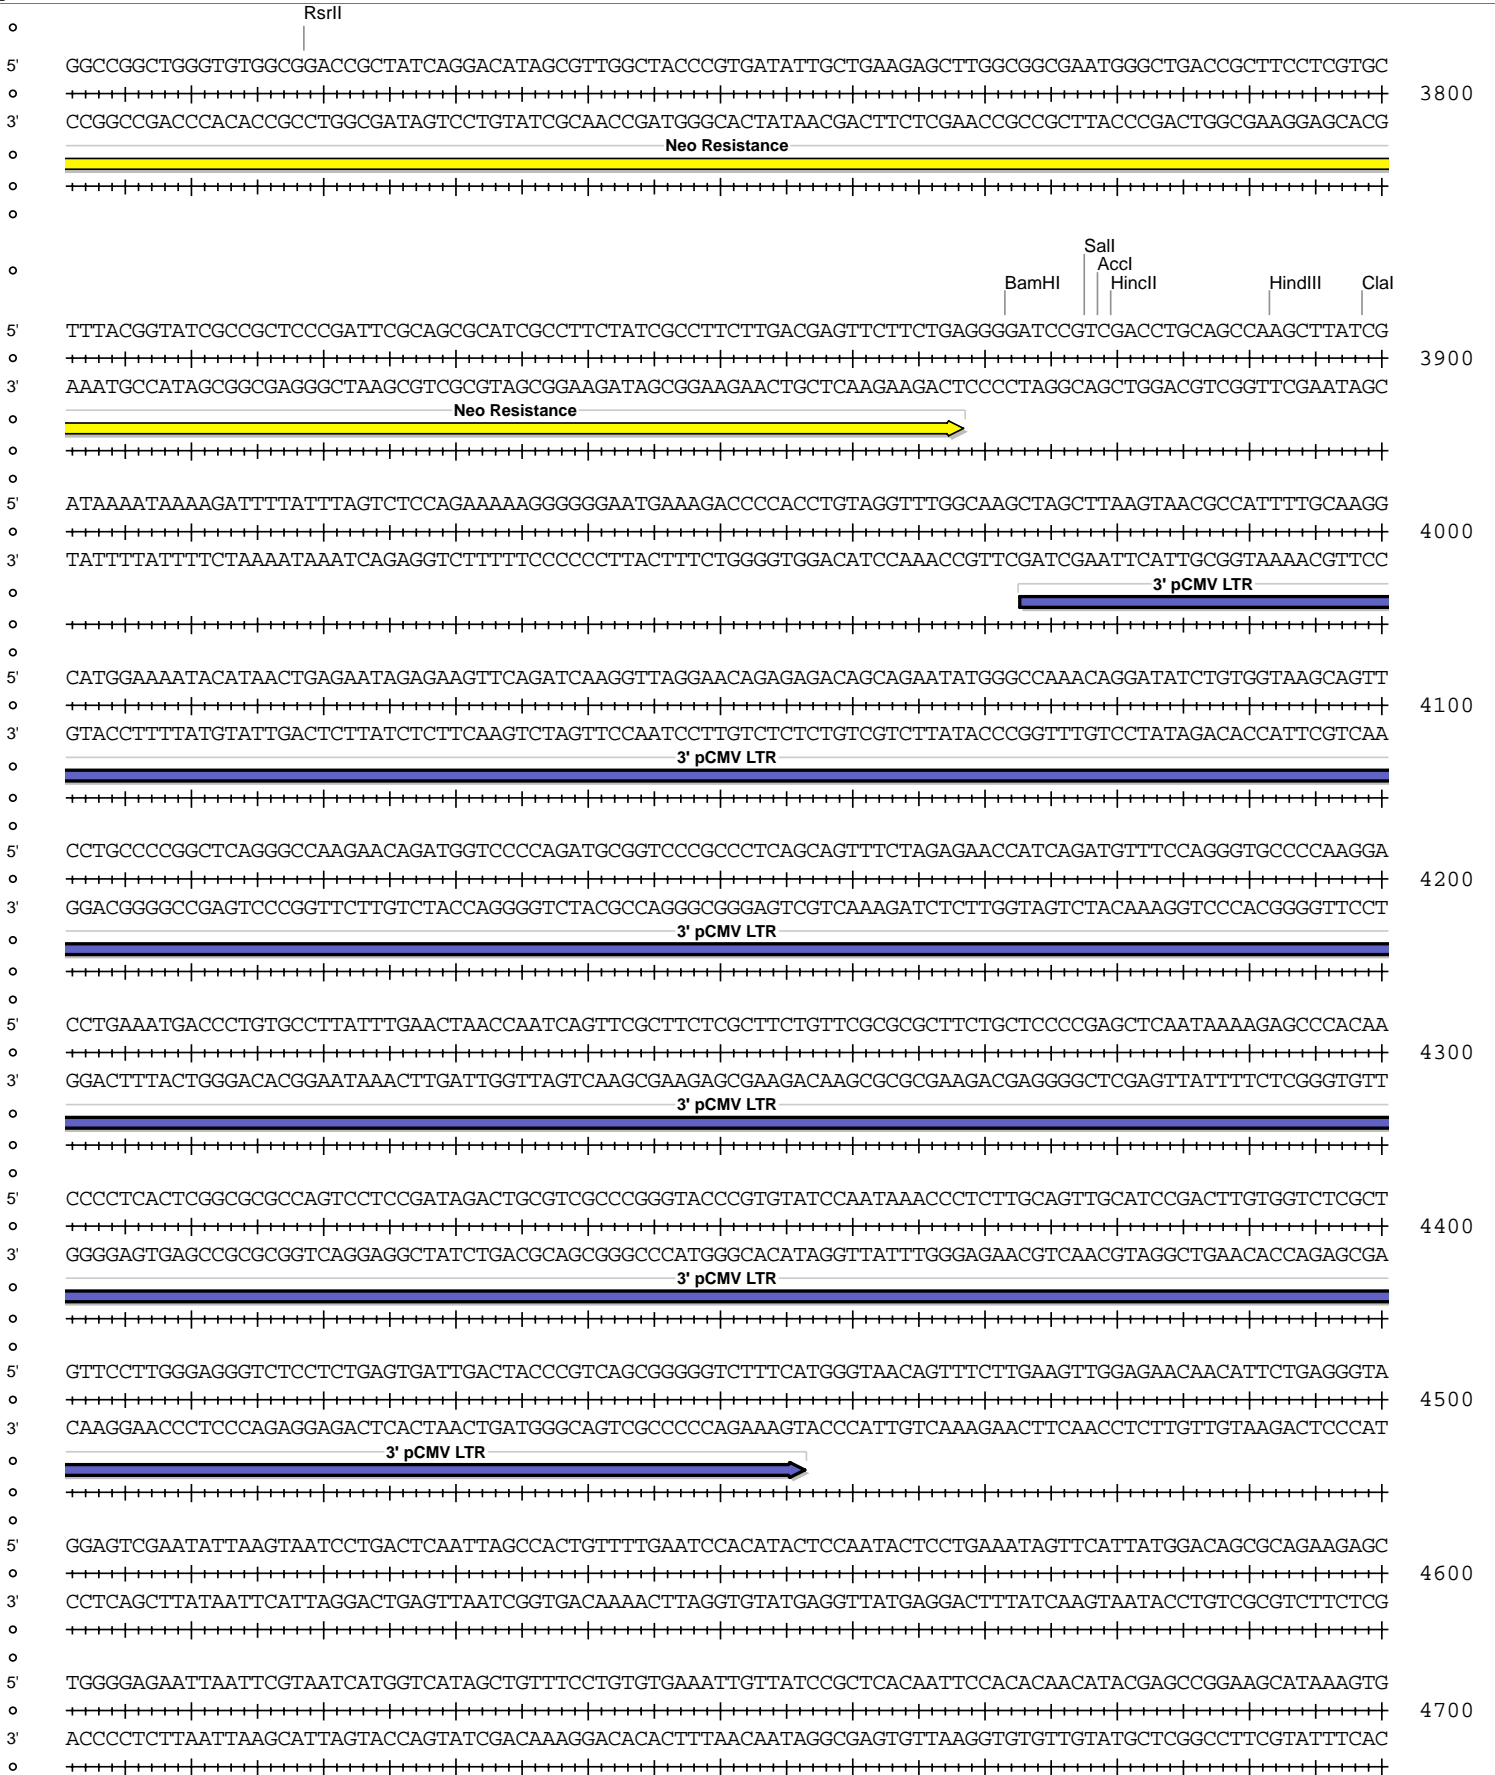 RsrII
5' GGCCGGCTGGGTGTGGCGGACCGCTATCAGGACATAGCGTTGGCTACCCGTGATATTGCTGAAGAGCTTGGCGGCGAATGGGCTGACCGCTTCCTCGTGC
3800
3' CCGGCCGACCCACACCGCCTGGCGATAGTCCTGTATCGCAACCGATGGGCACTATAACGACTTCTCGAACCGCCGCTTACCCGACTGGCGAAGGAGCACG
Neo Resistance
SalI
AccI
BamHI HincII HindIII ClaI
5' TTTACGGTATCGCCGCTCCCGATTCGCAGCGCATCGCCTTCTATCGCCTTCTTGACGAGTTCTTCTGAGGGGATCCGTCGACCTGCAGCCAAGCTTATCG
3900
3' AAATGCCATAGCGGCGAGGGCTAAGCGTCGCGTAGCGGAAGATAGCGGAAGAACTGCTCAAGAAGACTCCCCTAGGCAGCTGGACGTCGGTTCGAATAGC
Neo Resistance
5' ATAAAATAAAAGATTTTATTTAGTCTCCAGAAAAAGGGGGGAATGAAAGACCCCACCTGTAGGTTTGGCAAGCTAGCTTAAGTAACGCCATTTTGCAAGG
4000
3' TATTTTATTTTCTAAAATAAATCAGAGGTCTTTTTCCCCCCTTACTTTCTGGGGTGGACATCCAAACCGTTCGATCGAATTCATTGCGGTAAAACGTTCC
3' pCMV LTR
5' CATGGAAAATACATAACTGAGAATAGAGAAGTTCAGATCAAGGTTAGGAACAGAGAGACAGCAGAATATGGGCCAAACAGGATATCTGTGGTAAGCAGTT
4100
3' GTACCTTTTATGTATTGACTCTTATCTCTTCAAGTCTAGTTCCAATCCTTGTCTCTCTGTCGTCTTATACCCGGTTTGTCCTATAGACACCATTCGTCAA
3' pCMV LTR
5' CCTGCCCCGGCTCAGGGCCAAGAACAGATGGTCCCCAGATGCGGTCCCGCCCTCAGCAGTTTCTAGAGAACCATCAGATGTTTCCAGGGTGCCCCAAGGA
4200
3' GGACGGGGCCGAGTCCCGGTTCTTGTCTACCAGGGGTCTACGCCAGGGCGGGAGTCGTCAAAGATCTCTTGGTAGTCTACAAAGGTCCCACGGGGTTCCT
3' pCMV LTR
5' CCTGAAATGACCCTGTGCCTTATTTGAACTAACCAATCAGTTCGCTTCTCGCTTCTGTTCGCGCGCTTCTGCTCCCCGAGCTCAATAAAAGAGCCCACAA
4300
3' GGACTTTACTGGGACACGGAATAAACTTGATTGGTTAGTCAAGCGAAGAGCGAAGACAAGCGCGCGAAGACGAGGGGCTCGAGTTATTTTCTCGGGTGTT
3' pCMV LTR
5' CCCCTCACTCGGCGCGCCAGTCCTCCGATAGACTGCGTCGCCCGGGTACCCGTGTATCCAATAAACCCTCTTGCAGTTGCATCCGACTTGTGGTCTCGCT
4400
3' GGGGAGTGAGCCGCGCGGTCAGGAGGCTATCTGACGCAGCGGGCCCATGGGCACATAGGTTATTTGGGAGAACGTCAACGTAGGCTGAACACCAGAGCGA
3' pCMV LTR
5' GTTCCTTGGGAGGGTCTCCTCTGAGTGATTGACTACCCGTCAGCGGGGGTCTTTCATGGGTAACAGTTTCTTGAAGTTGGAGAACAACATTCTGAGGGTA
4500
3' CAAGGAACCCTCCCAGAGGAGACTCACTAACTGATGGGCAGTCGCCCCCAGAAAGTACCCATTGTCAAAGAACTTCAACCTCTTGTTGTAAGACTCCCAT
3' pCMV LTR
5' GGAGTCGAATATTAAGTAATCCTGACTCAATTAGCCACTGTTTTGAATCCACATACTCCAATACTCCTGAAATAGTTCATTATGGACAGCGCAGAAGAGC
4600
3' CCTCAGCTTATAATTCATTAGGACTGAGTTAATCGGTGACAAAACTTAGGTGTATGAGGTTATGAGGACTTTATCAAGTAATACCTGTCGCGTCTTCTCG
5' TGGGGAGAATTAATTCGTAATCATGGTCATAGCTGTTTCCTGTGTGAAATTGTTATCCGCTCACAATTCCACACAACATACGAGCCGGAAGCATAAAGTG
4700
3' ACCCCTCTTAATTAAGCATTAGTACCAGTATCGACAAAGGACACACTTTAACAATAGGCGAGTGTTAAGGTGTGTTGTATGCTCGGCCTTCGTATTTCAC